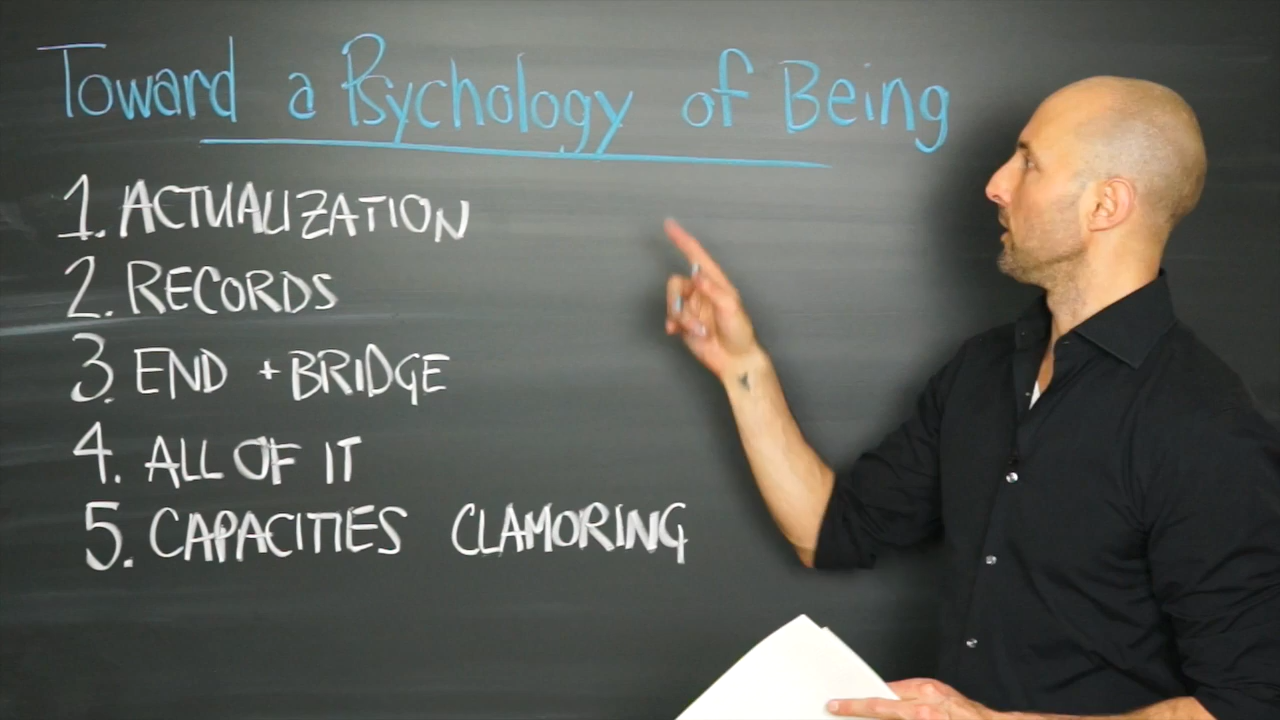 Toward a Psychology of Being
1. ACTUALIZATION
2. RECORDS
3. END + BRIDGE
4. ALL OF IT
5. CAPACITIES CLAMORING